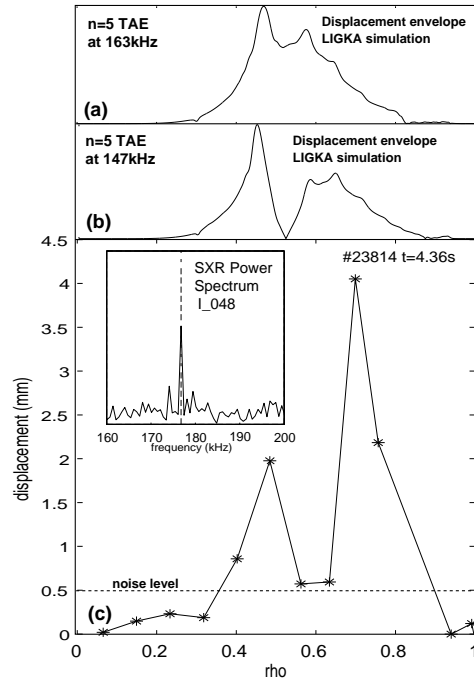 n=5 TAE
at 163kHz
Displacement envelope
LIGKA simulation
(a)
n=5 TAE
at 147kHz
Displacement envelope
LIGKA simulation
(b)
#23814 t=4.36s
SXR Power
Spectrum
I_048
160 170 180 190 200
frequency (kHz)
4.5
4
3.5
3
2.5
2
1.5
1
0.5
0
displacement (mm)
noise level
(c)
0 0.2 0.4 0.6 0.8 1
rho